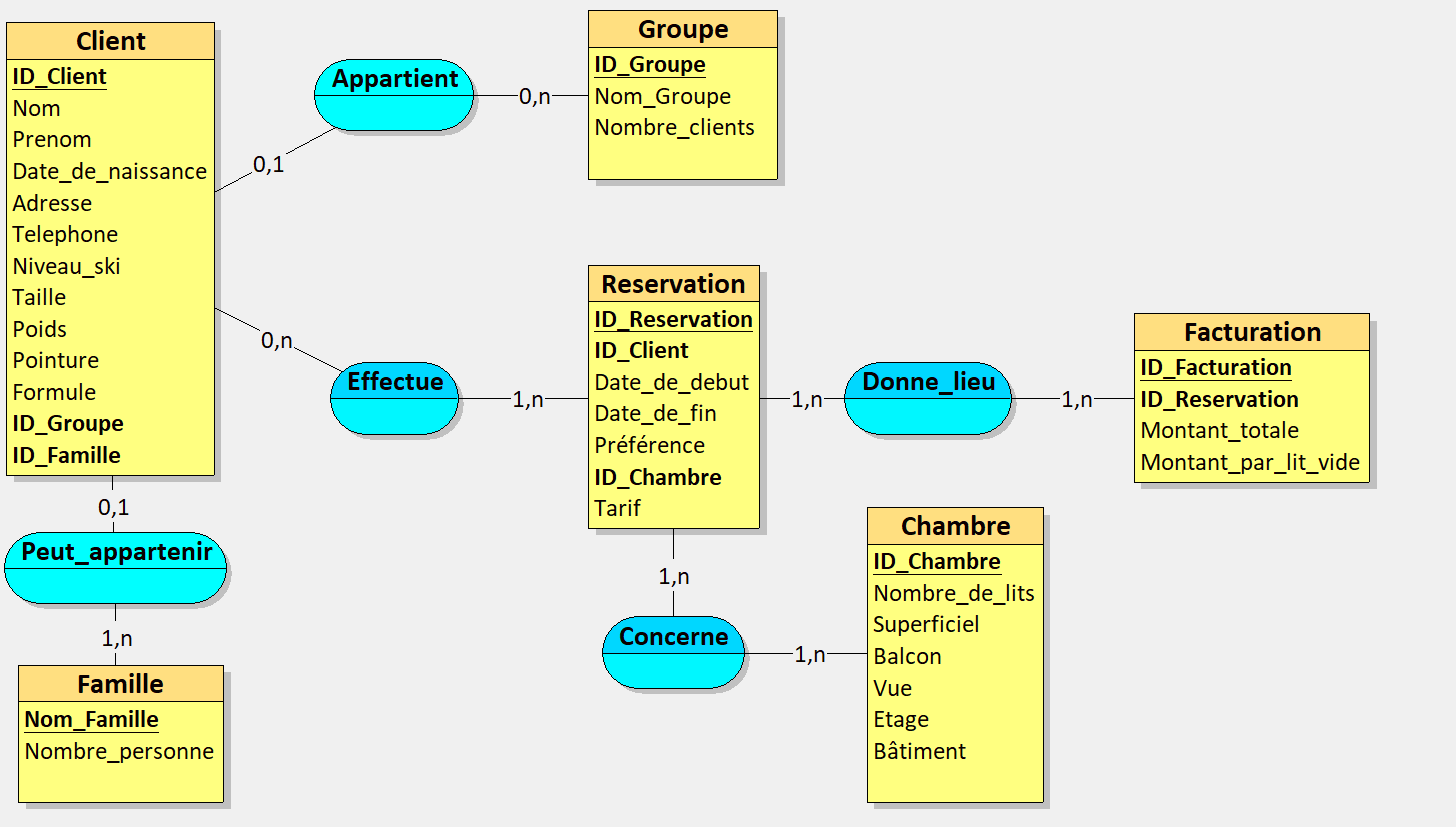 Client
ID_Client
Nom
Prenom
Date_de_naissance
Adresse
Telephone
Niveau_ski
Taille
Poids
Pointure
Formule
ID_Groupe
ID_Famille
Appartient
0,n
0,1
Groupe
ID_Groupe
Nom_Groupe
Nombre_clients
0,n
Effectue
1,n
Reservation
ID_Reservation
ID_Client
Date_de_debut
Date_de_fin
Préférence
ID_Chambre
Tarif
1,n
Donne_lieu
1,n
Facturation
ID_Facturation
ID_Reservation
Montant_totale
Montant_par_lit_vide
0,1
Peut_appartenir
1,n
Famille
Nom_Famille
Nombre_personne
1,n
Concerne
1,n
Chambre
ID_Chambre
Nombre_de_lits
Superficiel
Balcon
Vue
Etage
Bâtiment